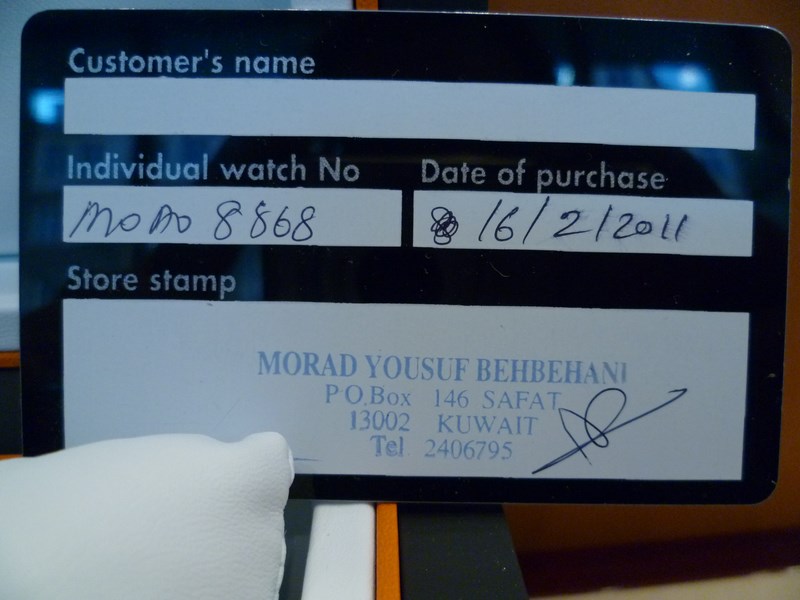 Customer's name
Individual watch No Date of purchase
8868 16/2/2011
Store stamp
MORAD YOUSUF BEHBEHANI
P.O.Box 146 SAFAT
13002 KUWAIT
Tel 2406795